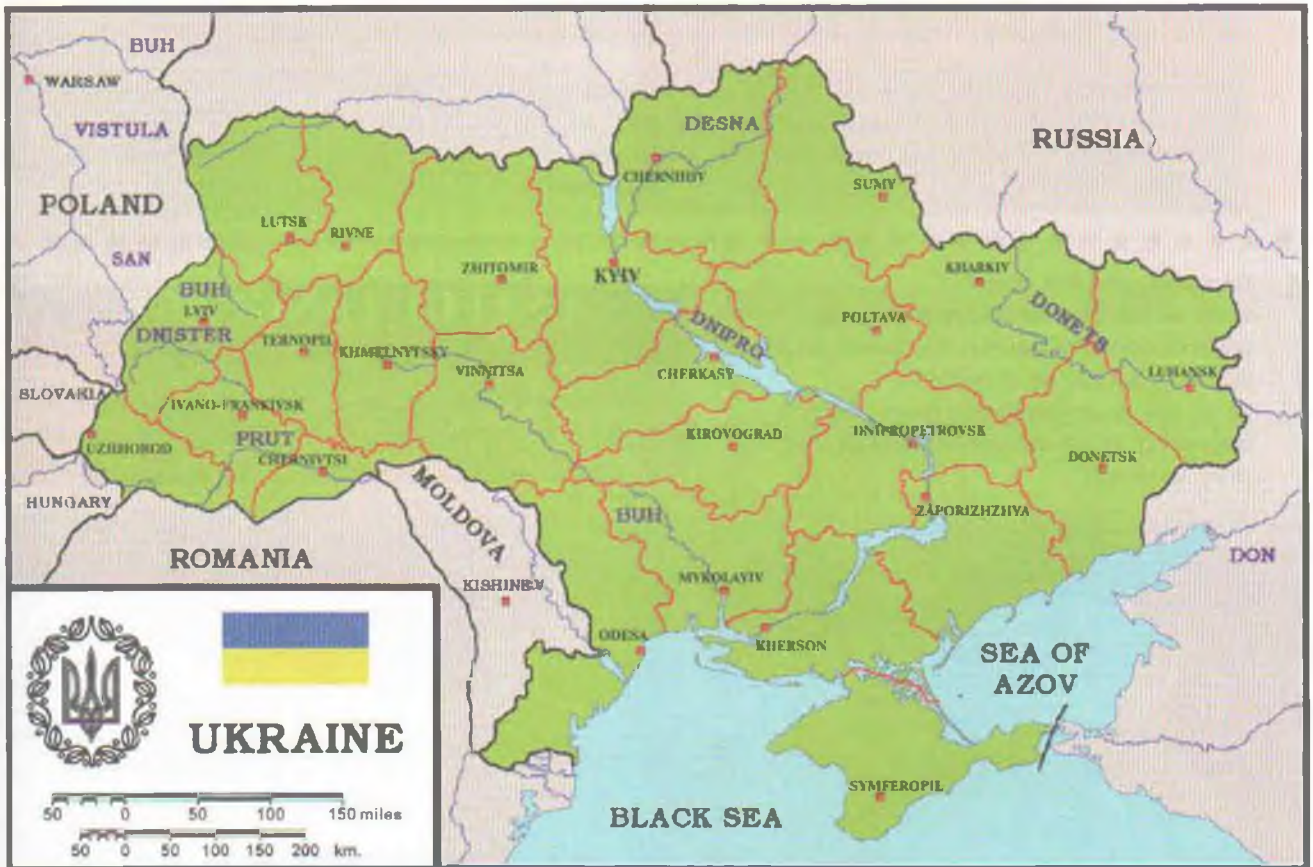 BUH
WARSAW
VISTULA
DESNA
RUSSIA
CHERNIHIV
SUMY
POLAND
LUTSK
RIVNE
SAN
ZHITOMIR
KYIV
KHARKIV
BUH
LVIV
DNIPRO
DONETS
DNISTER
POLTAVA
TERNOPIL
KHMELNYTSKY
VINNITSA
CHERKASY
LUHANSK
SLOVAKIA
IVANO-FRANKIVSK
PRUT
KIROVOGRAD
DNIPROPETROVSK
UZHHOROD
CHERNIVTSI
DONETSK
HUNGARY
MOLDOVA
BUH
ZAPORIZHZHYA
ROMANIA
DON
KISHINEV
MYKOLAYIV
ODESA
KHERSON
SEA OF
AZOV
UKRAINE
SYMFEROPIL
50 0 50 100 150 miles
BLACK SEA
50 0 50 100 150 200 km.